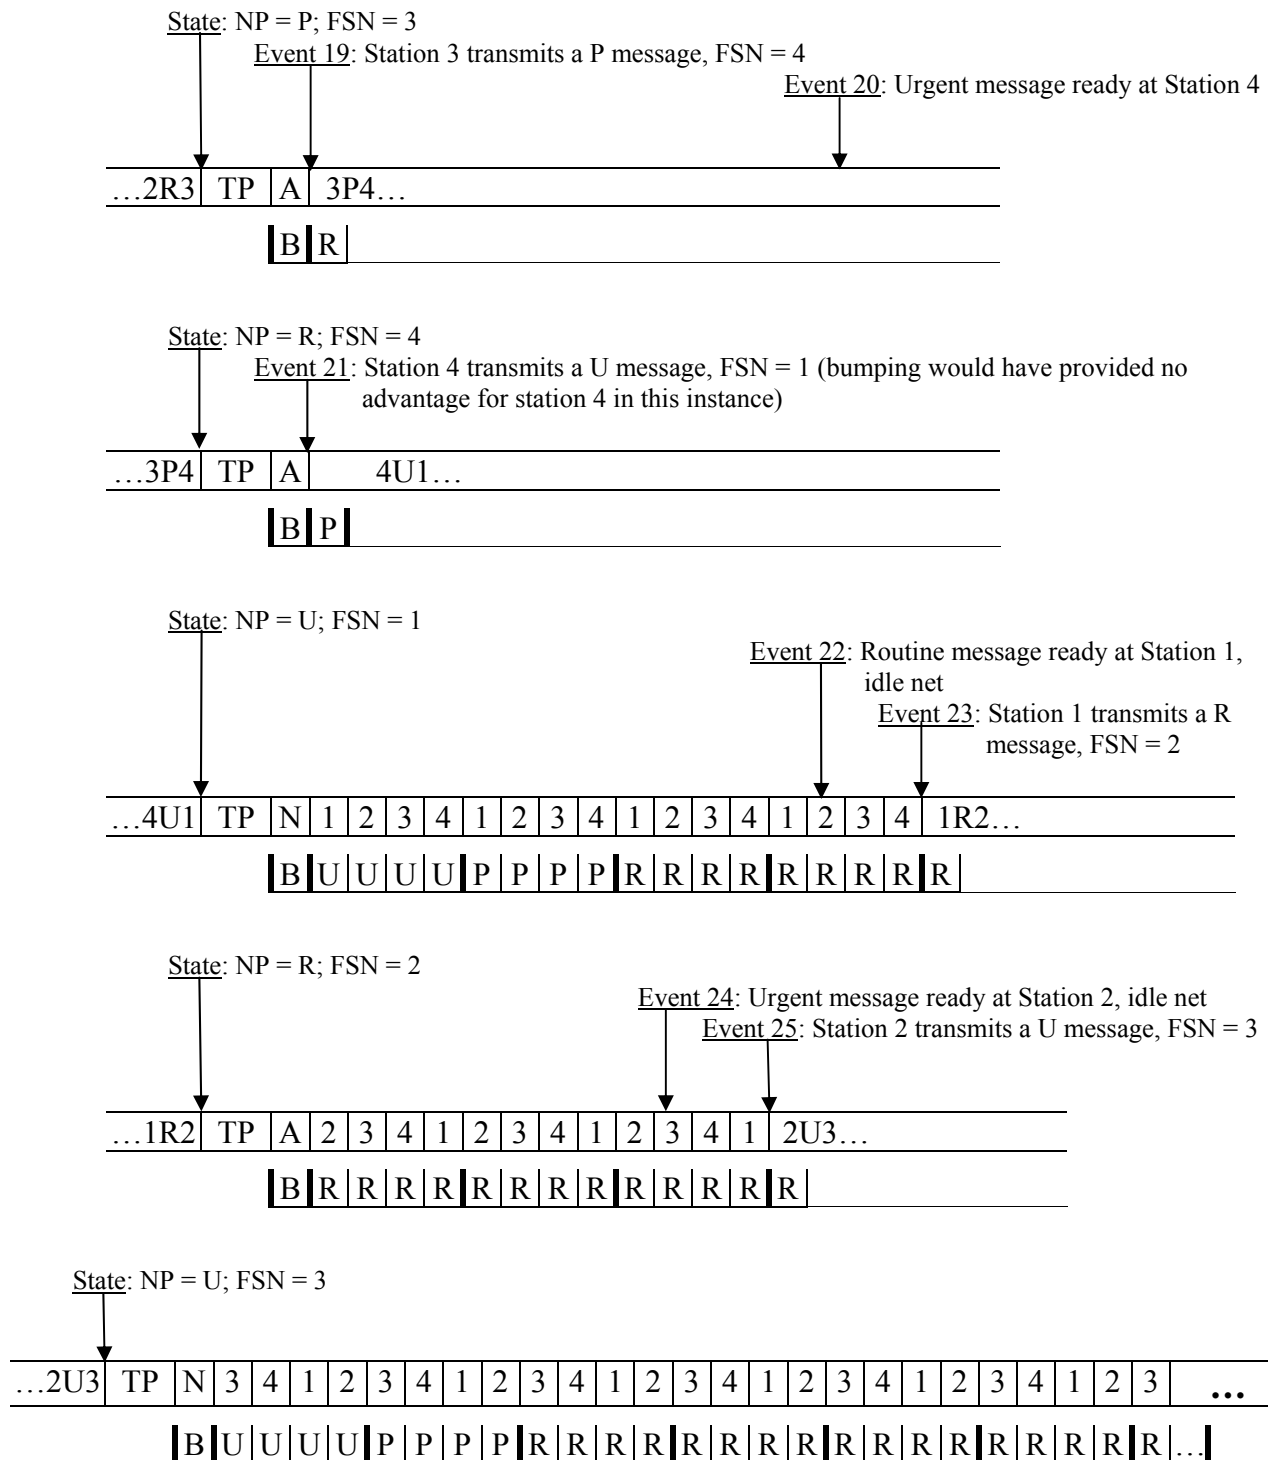 State: NP = P; FSN = 3
Event 19: Station 3 transmits a P message, FSN = 4
Event 20: Urgent message ready at Station 4
...2R3 TP A 3P4...
B R
State: NP = R; FSN = 4
Event 21: Station 4 transmits a U message, FSN = 1 (bumping would have provided no
advantage for station 4 in this instance)
...3P4 TP A 4U1...
B P
State: NP = U; FSN = 1
Event 22: Routine message ready at Station 1,
idle net
Event 23: Station 1 transmits a R
message, FSN = 2
...4U1 TP N 1 2 3 4 1 2 3 4 1 2 3 4 1 2 3 4 1R2...
B U U U U P P P P R R R R R R R R R
State: NP = R; FSN = 2
Event 24: Urgent message ready at Station 2, idle net
Event 25: Station 2 transmits a U message, FSN = 3
...1R2 TP A 2 3 4 1 2 3 4 1 2 3 4 1 2U3...
B R R R R R R R R R R R R R
State: NP = U; FSN = 3
...2U3 TP N 3 4 1 2 3 4 1 2 3 4 1 2 3 4 1 2 3 4 1 2 3 4 1 2 3 ...
B U U U U P P P P R R R R R R R R R R R R R R R R R ...